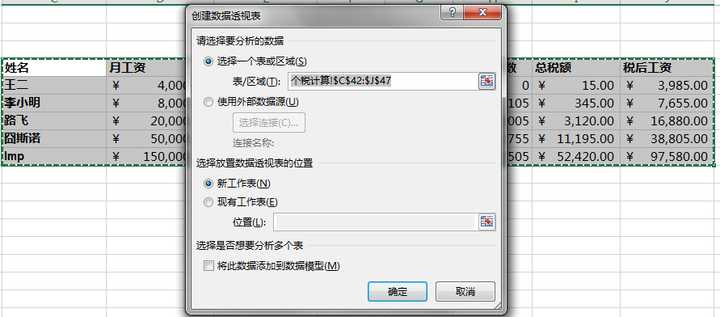 创建数据透视表
请选择要分析的数据
选择一个表或区域(S)
表/区域(T): 个税计算!$C$42:$J$47
使用外部数据源(U)
选择连接(C)...
连接名称:
选择放置数据透视表的位置
新工作表(N)
现有工作表(E)
位置(L):
选择是否想要分析多个表
将此数据添加到数据模型(M)
确定 取消
姓名 月工资 数 总税额 税后工资
王二 ¥ 4,000 0 ¥ 15.00 ¥ 3,985.00
李小明 ¥ 8,000 105 ¥ 345.00 ¥ 7,655.00
路飞 ¥ 20,000 005 ¥ 3,120.00 ¥ 16,880.00
囧斯诺 ¥ 50,000 755 ¥ 11,195.00 ¥ 38,805.00
lmp ¥ 150,000 505 ¥ 52,420.00 ¥ 97,580.00